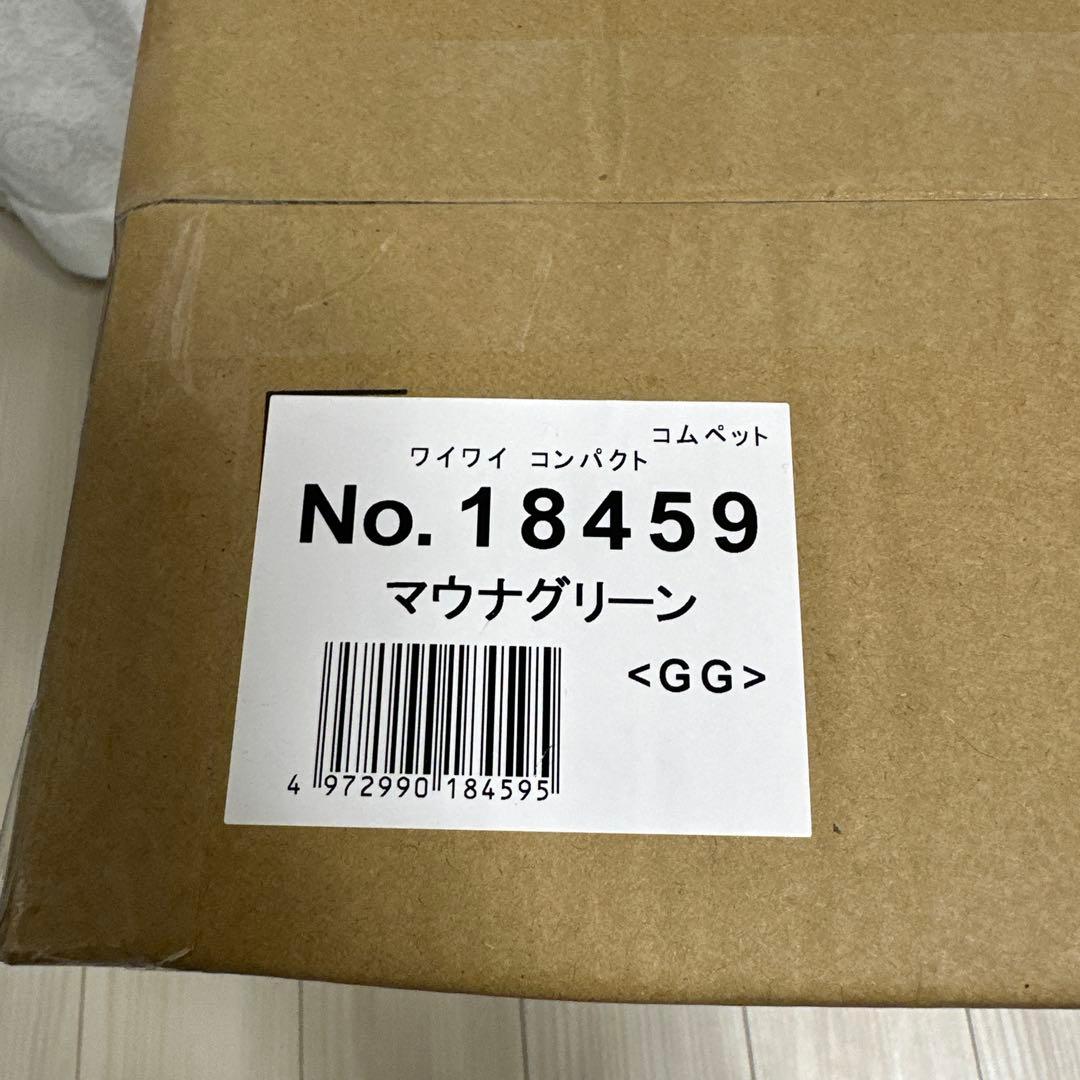 コムペット
ワイワイ コンパクト
No.18459
マウナグリーン
<GG>
4 972990 184595